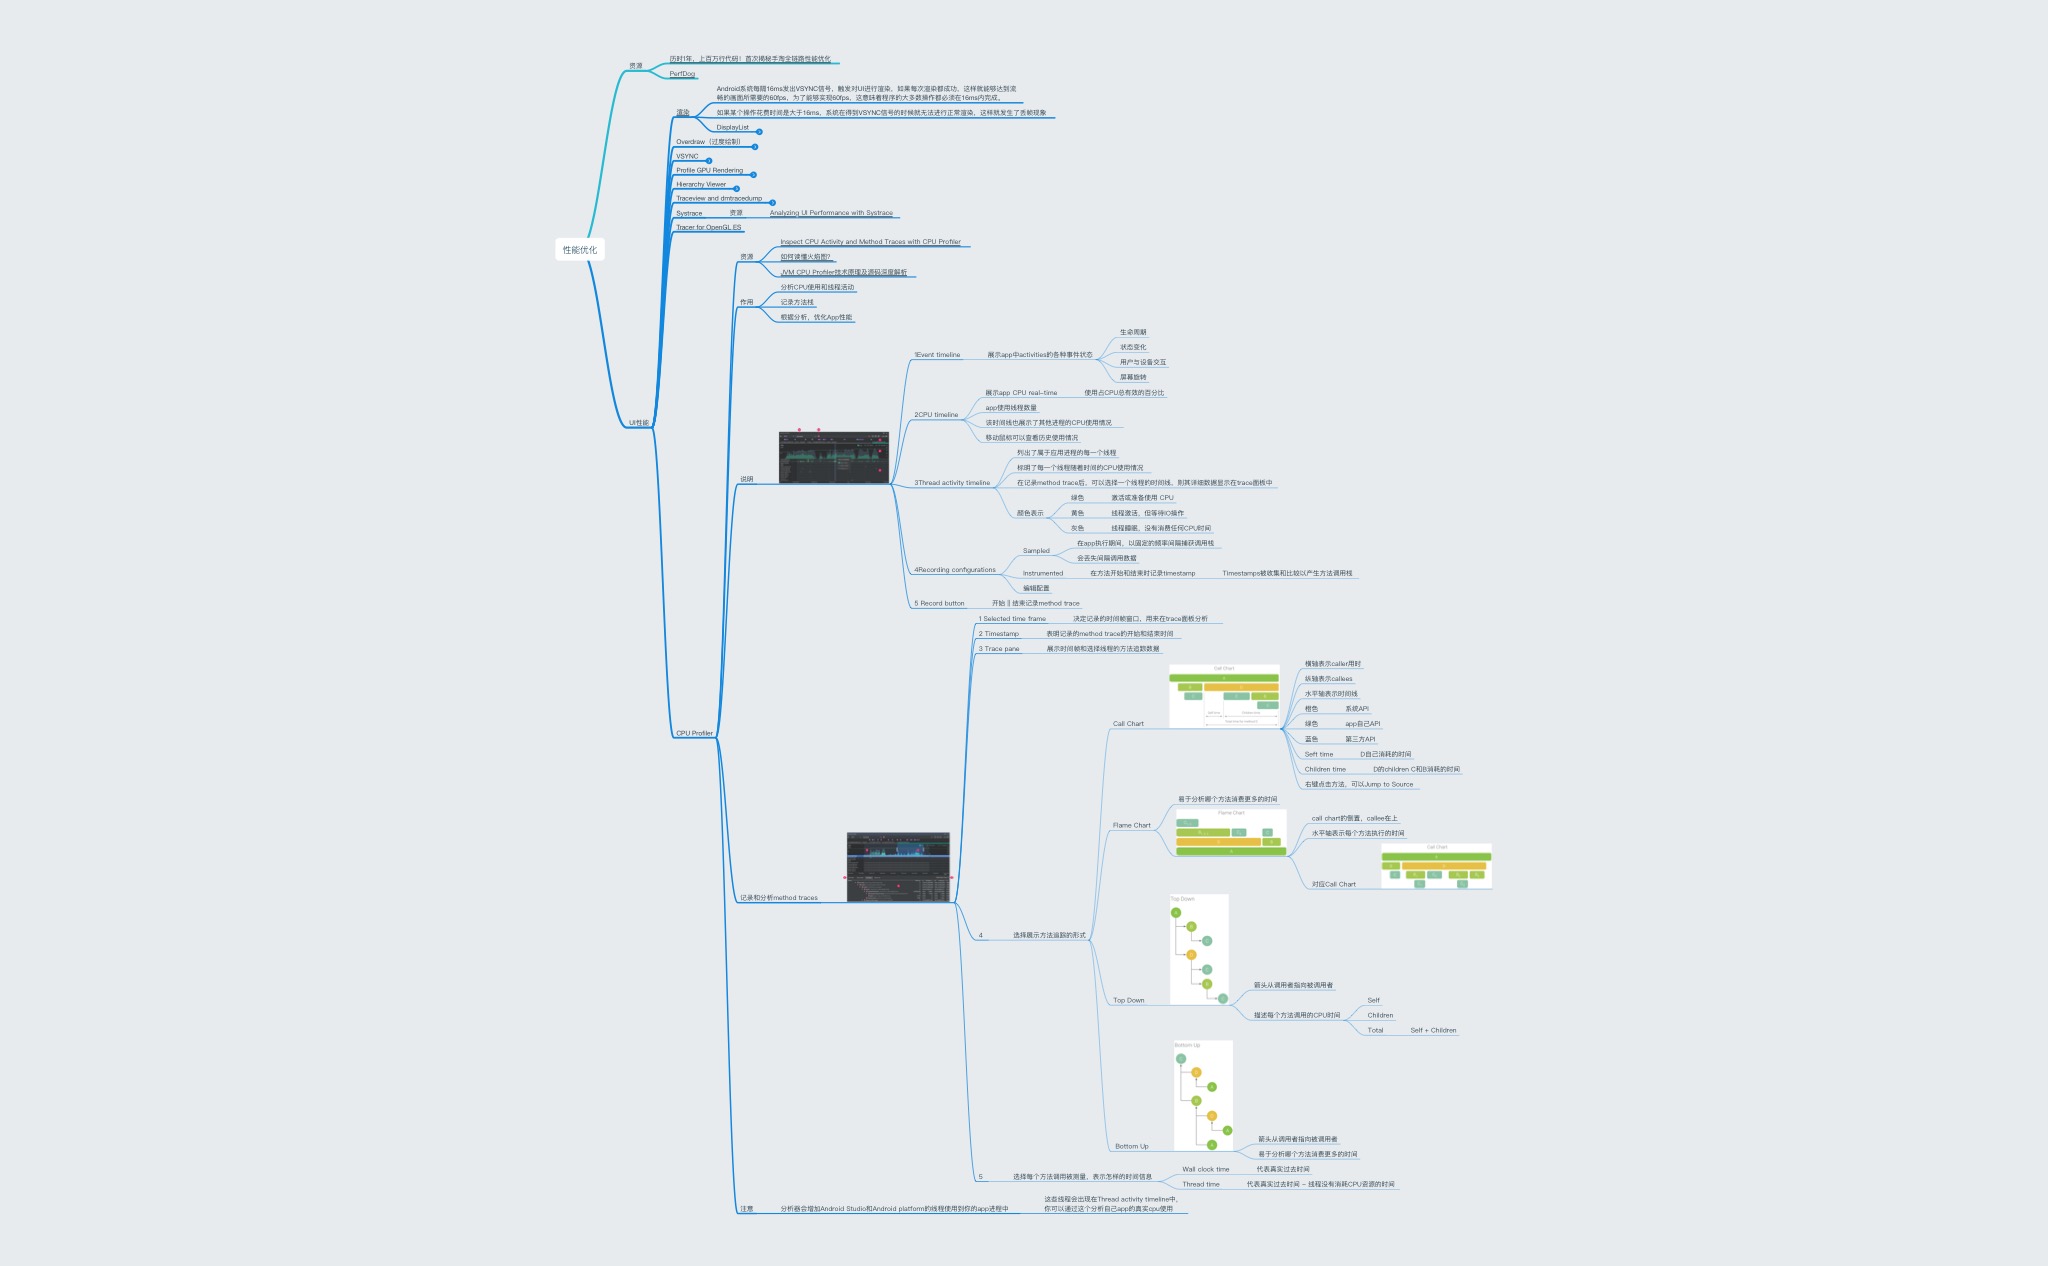 性能优化
资源
历时1年，上百万行代码！首次揭秘手淘全链路性能优化
PerfDog
UI性能
渲染
Android系统每隔16ms发出VSYNC信号，触发对UI进行渲染，如果每次渲染都成功，这样就能够达到流
畅的画面所需要的60fps，为了能够实现60fps，这意味着程序的大多数操作都必须在16ms内完成。
如果某个操作花费时间是大于16ms，系统在得到VSYNC信号的时候就无法进行正常渲染，这样就发生了丢帧现象
DisplayList
Overdraw（过度绘制）
VSYNC
Profile GPU Rendering
Hierarchy Viewer
Traceview and dmtracedump
Systrace
资源
Analyzing UI Performance with Systrace
Tracer for OpenGL ES
CPU Profiler
资源
Inspect CPU Activity and Method Traces with CPU Profiler
如何读懂火焰图？
JVM CPU Profiler技术原理及源码深度解析
作用
分析CPU使用和线程活动
记录方法栈
根据分析，优化App性能
说明
1Event timeline
展示app中activities的各种事件状态
生命周期
状态变化
用户与设备交互
屏幕旋转
2CPU timeline
展示app CPU real-time
使用占CPU总有效的百分比
app使用线程数量
该时间线也展示了其他进程的CPU使用情况
移动鼠标可以查看历史使用情况
3Thread activity timeline
列出了属于应用进程的每一个线程
标明了每一个线程随着时间的CPU使用情况
在记录method trace后，可以选择一个线程的时间线，则其详细数据显示在trace面板中
颜色表示
绿色
激活或准备使用 CPU
黄色
线程激活，但等待IO操作
灰色
线程睡眠，没有消费任何CPU时间
4Recording configurations
Sampled
在app执行期间，以固定的频率间隔捕获调用栈
会丢失间隔调用数据
Instrumented
在方法开始和结束时记录timestamp
Timestamps被收集和比较以产生方法调用栈
编辑配置
5 Record button
开始 || 结束记录method trace
记录和分析method traces
1 Selected time frame
决定记录的时间帧窗口，用来在trace面板分析
2 Timestamp
表明记录的method trace的开始和结束时间
3 Trace pane
展示时间帧和选择线程的方法追踪数据
4
选择展示方法追踪的形式
Call Chart
Call Chart
横轴表示caller用时
纵轴表示callees
水平轴表示时间线
橙色
系统API
绿色
app自己API
蓝色
第三方API
Seft time
D自己消耗的时间
Children time
D的children C和B消耗的时间
右键点击方法，可以Jump to Source
Flame Chart
易于分析哪个方法消费更多的时间
Flame Chart
call chart的倒置，callee在上
水平轴表示每个方法执行的时间
对应Call Chart
Call Chart
Top Down
Top Down
箭头从调用者指向被调用者
描述每个方法调用的CPU时间
Self
Children
Total
Self + Children
Bottom Up
Bottom Up
箭头从调用者指向被调用者
易于分析哪个方法消费更多的时间
5
选择每个方法调用被测量，表示怎样的时间信息
Wall clock time
代表真实过去时间
Thread time
代表真实过去时间 - 线程没有消耗CPU资源的时间
注意
分析器会增加Android Studio和Android platform的线程使用到你的app进程中
这些线程会出现在Thread activity timeline中，
你可以通过这个分析自己app的真实cpu使用